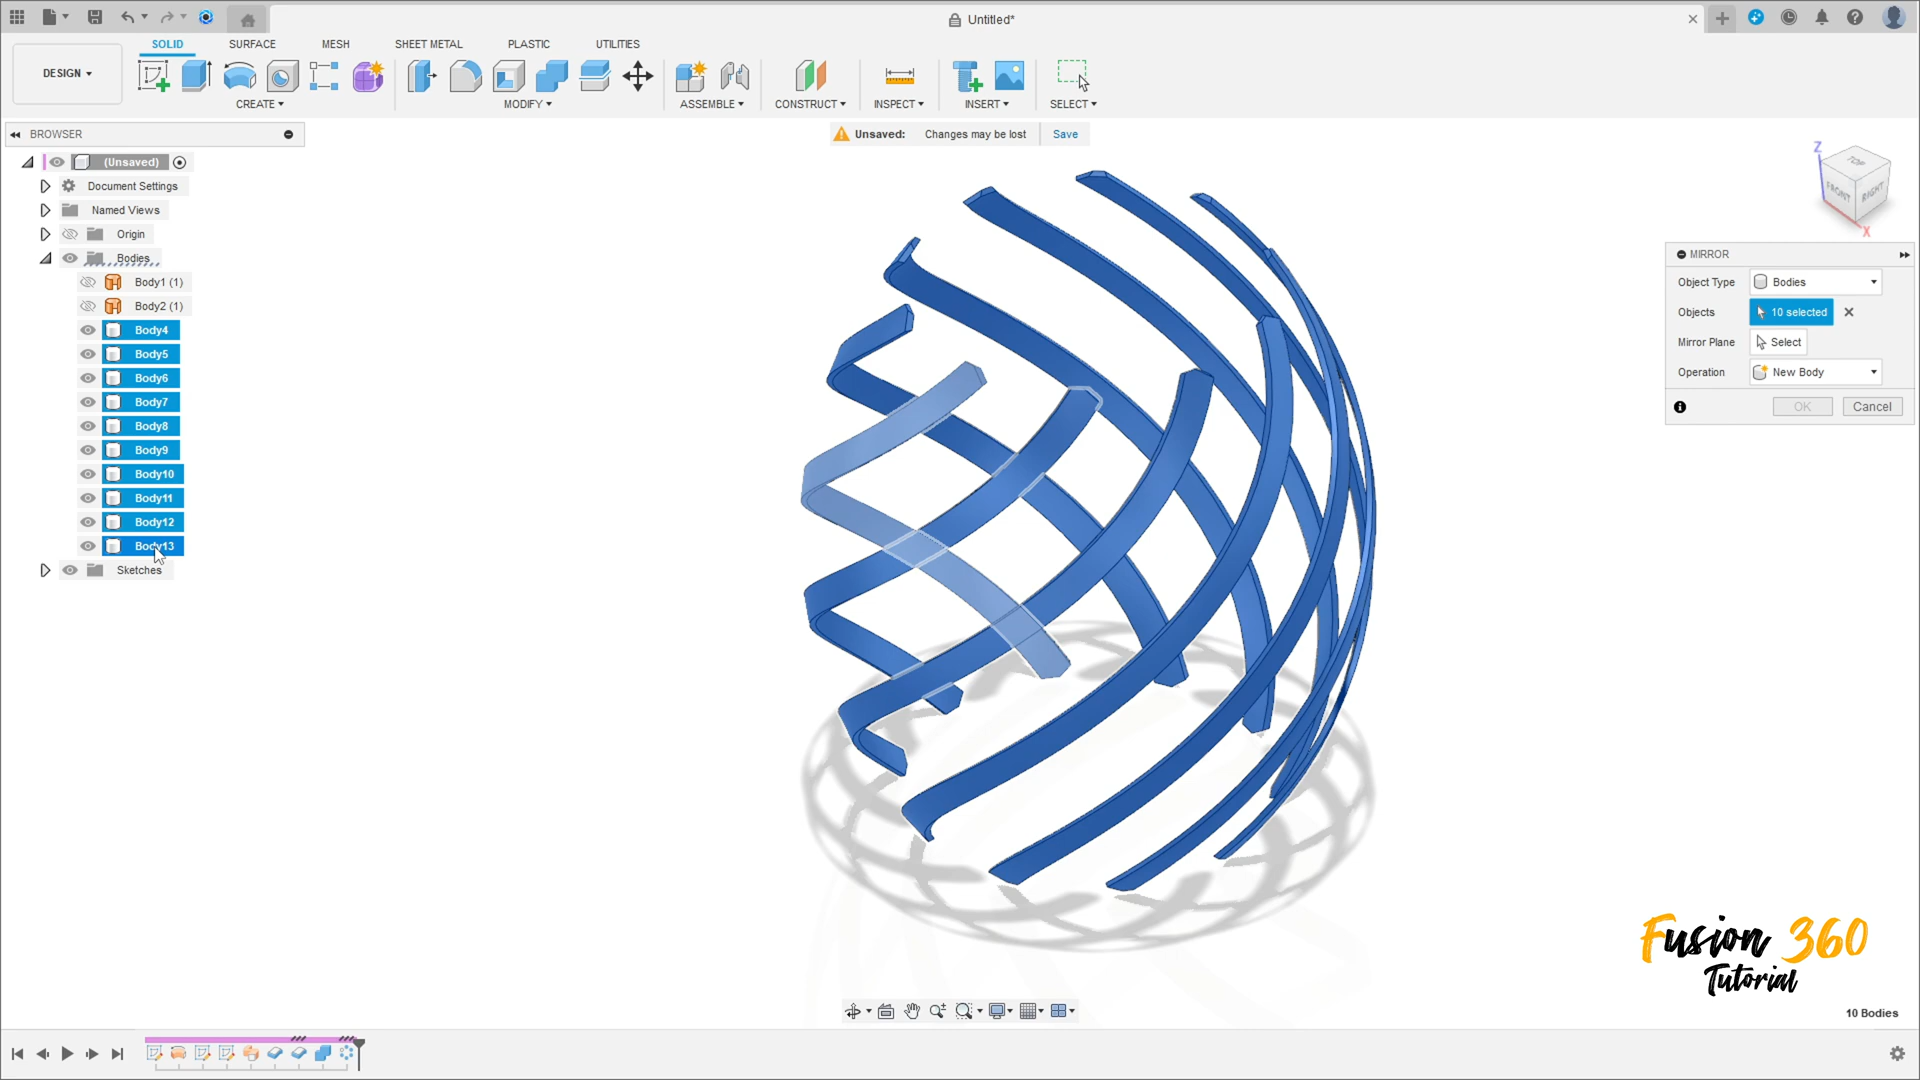 Untitled*
DESIGN
SOLID SURFACE MESH SHEET METAL PLASTIC UTILITIES
CREATE MODIFY ASSEMBLE CONSTRUCT INSPECT INSERT SELECT
BROWSER
Unsaved: Changes may be lost Save
(Unsaved)
Document Settings
Named Views
Origin
Bodies
Body1 (1)
Body2 (1)
Body4
Body5
Body6
Body7
Body8
Body9
Body10
Body11
Body12
Body13
Sketches
Z
TOP
FRONT RIGHT
X
MIRROR
Object Type Bodies
Objects 10 selected
Mirror Plane Select
Operation New Body
OK Cancel
Fusion 360
Tutorial
10 Bodies